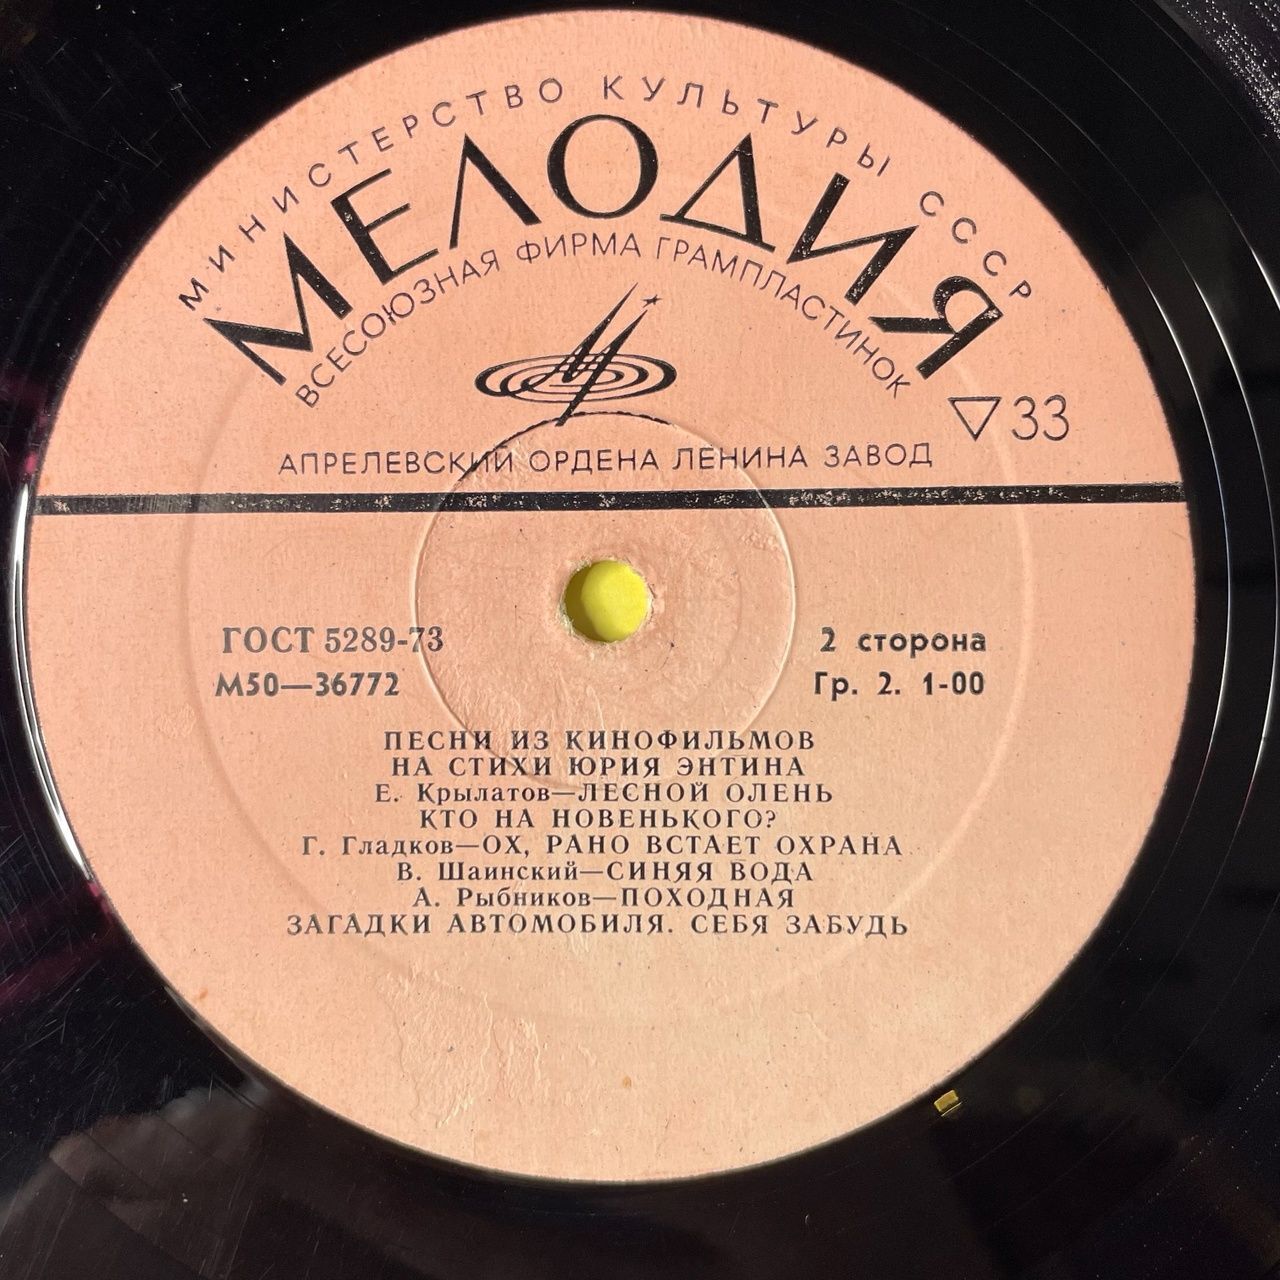 МИНИСТЕРСТВО КУЛЬТУРЫ СССР
МЕЛОДИЯ
ВСЕСОЮЗНАЯ ФИРМА ГРАМПЛАСТИНОК
▽33
АПРЕЛЕВСКИЙ ОРДЕНА ЛЕНИНА ЗАВОД
ГОСТ 5289-73
2 сторона
М50—36772
Гр. 2. 1-00
ПЕСНИ ИЗ КИНОФИЛЬМОВ
НА СТИХИ ЮРИЯ ЭНТИНА
Е. Крылатов—ЛЕСНОЙ ОЛЕНЬ
КТО НА НОВЕНЬКОГО?
Г. Гладков—ОХ, РАНО ВСТАЕТ ОХРАНА
В. Шаинский—СИНЯЯ ВОДА
А. Рыбников—ПОХОДНАЯ
ЗАГАДКИ АВТОМОБИЛЯ. СЕБЯ ЗАБУДЬ